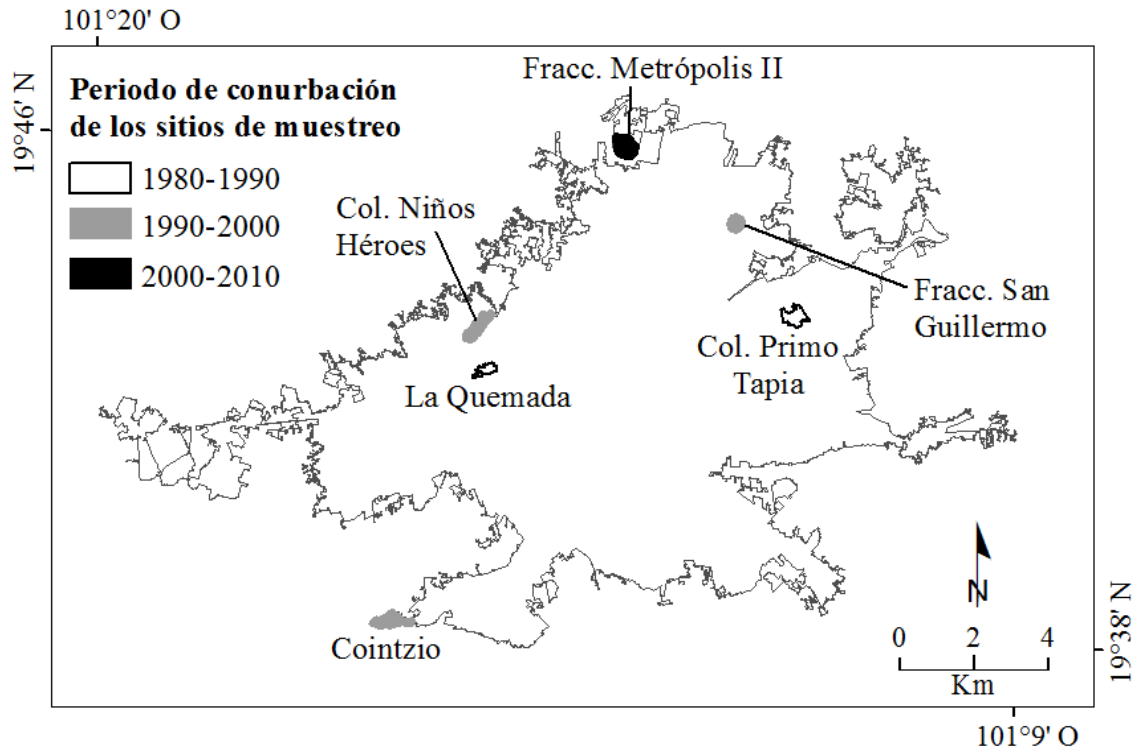 101°20' O
19°46' N
Periodo de conurbación
de los sitios de muestreo
1980-1990
1990-2000
2000-2010
Fracc. Metrópolis II
Col. Niños
Héroes
Fracc. San
Guillermo
Col. Primo
Tapia
La Quemada
Cointzio
N
0 2 4
Km
19°38' N
101°9' O